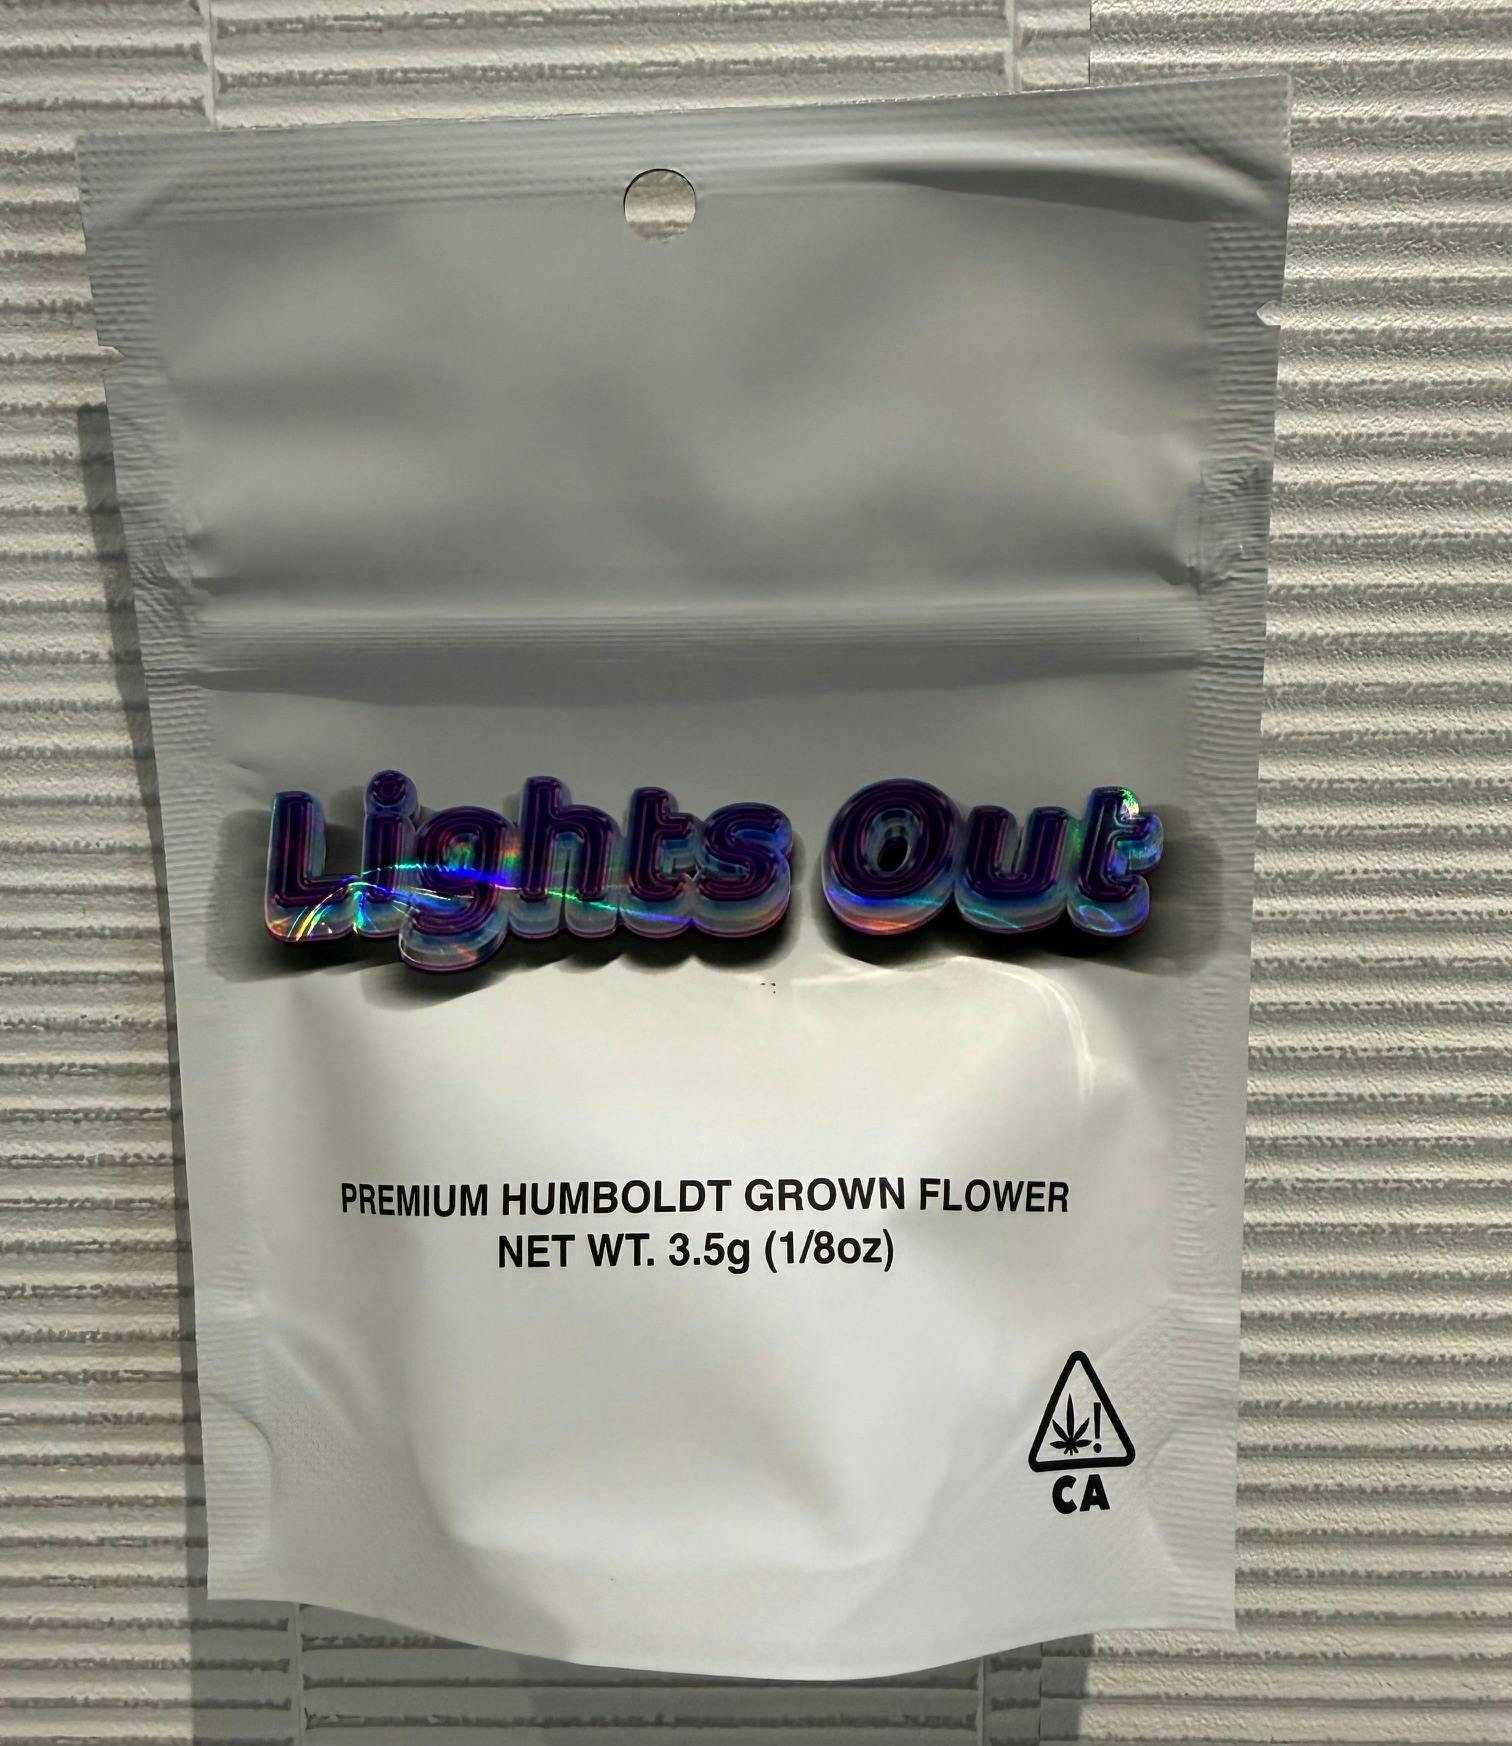 Lights Out
PREMIUM HUMBOLDT GROWN FLOWER
NET WT. 3.5g (1/8oz)
!
CA